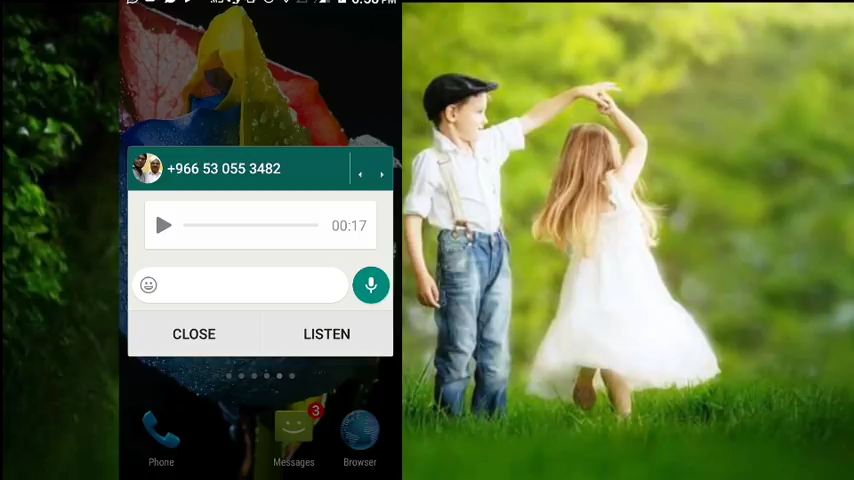 +966 53 055 3482
00:17
CLOSE LISTEN
3
Phone Messages Browser